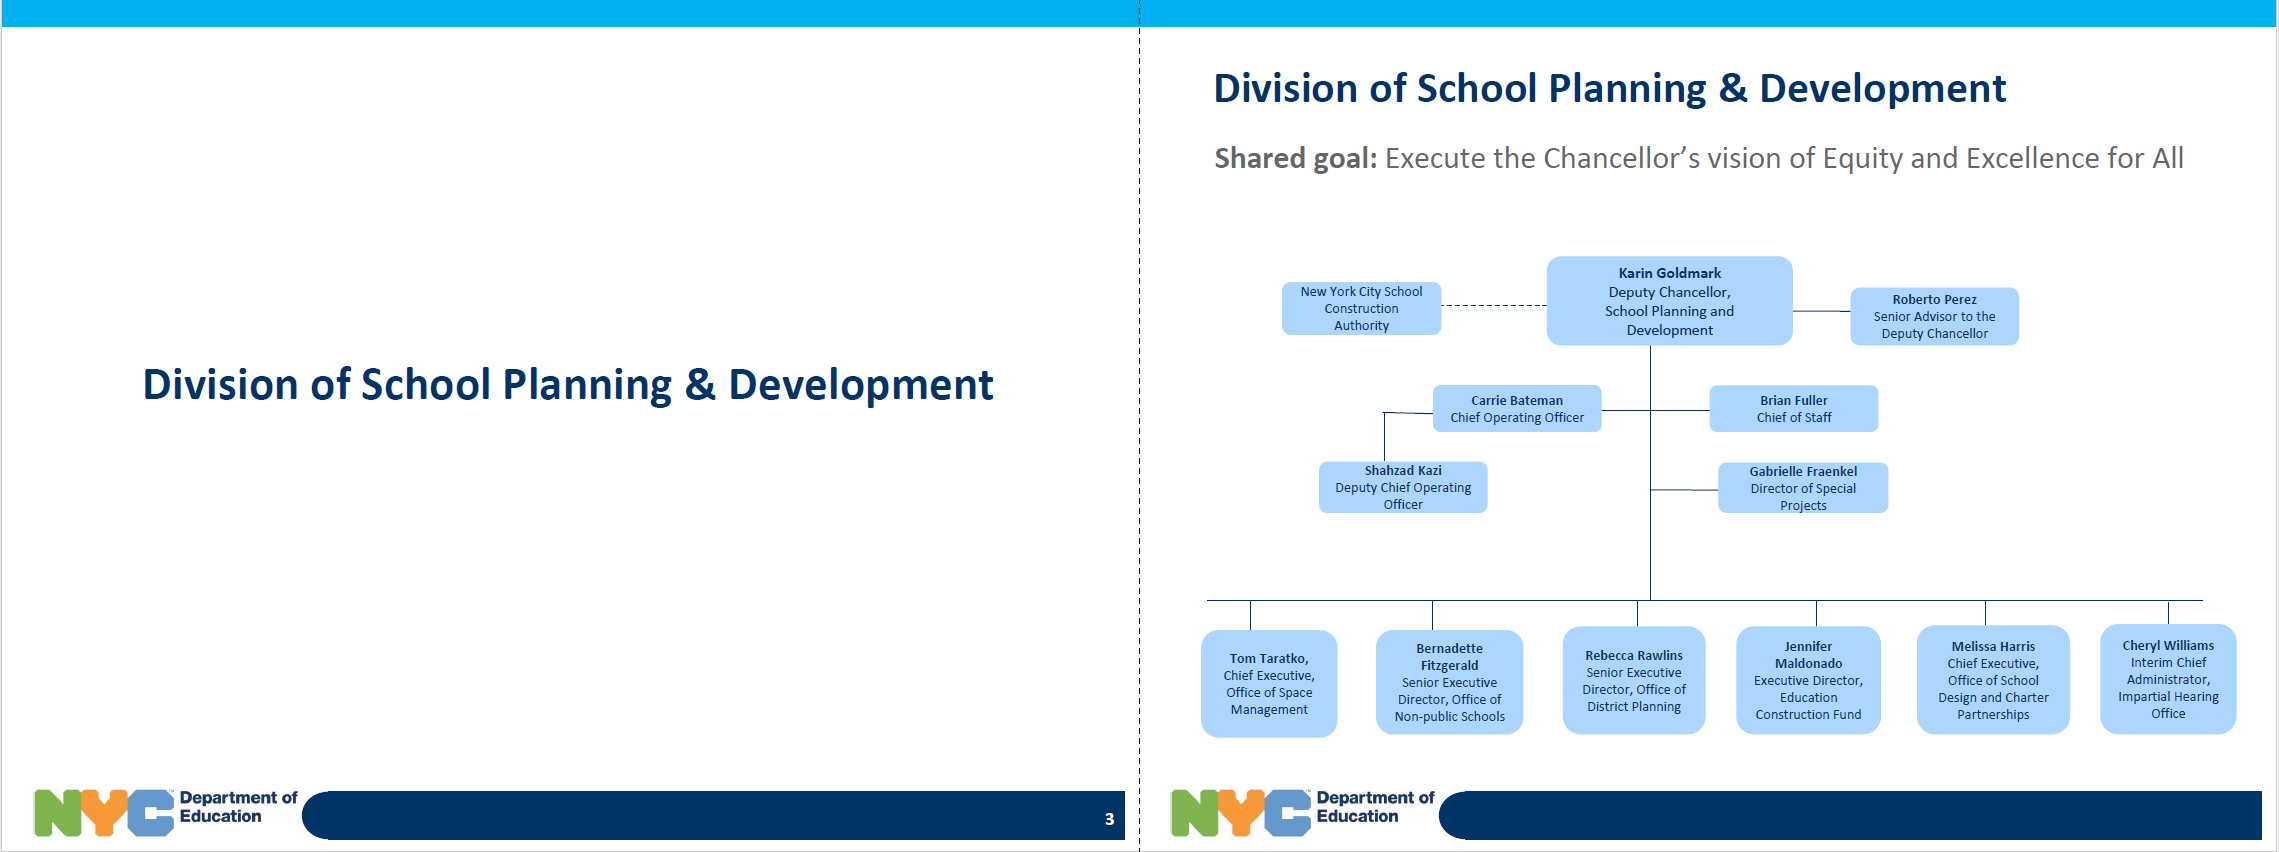 Division of School Planning & Development
NYC
Department of
Education
3
Division of School Planning & Development
Shared goal: Execute the Chancellor’s vision of Equity and Excellence for All
New York City School
Construction
Authority
Karin Goldmark
Deputy Chancellor,
School Planning and
Development
Roberto Perez
Senior Advisor to the
Deputy Chancellor
Carrie Bateman
Chief Operating Officer
Brian Fuller
Chief of Staff
Shahzad Kazi
Deputy Chief Operating
Officer
Gabrielle Fraenkel
Director of Special
Projects
Tom Taratko,
Chief Executive,
Office of Space
Management
Bernadette
Fitzgerald
Senior Executive
Director, Office of
Non-public Schools
Rebecca Rawlins
Senior Executive
Director, Office of
District Planning
Jennifer
Maldonado
Executive Director,
Education
Construction Fund
Melissa Harris
Chief Executive,
Office of School
Design and Charter
Partnerships
Cheryl Williams
Interim Chief
Administrator,
Impartial Hearing
Office
NYC
Department of
Education